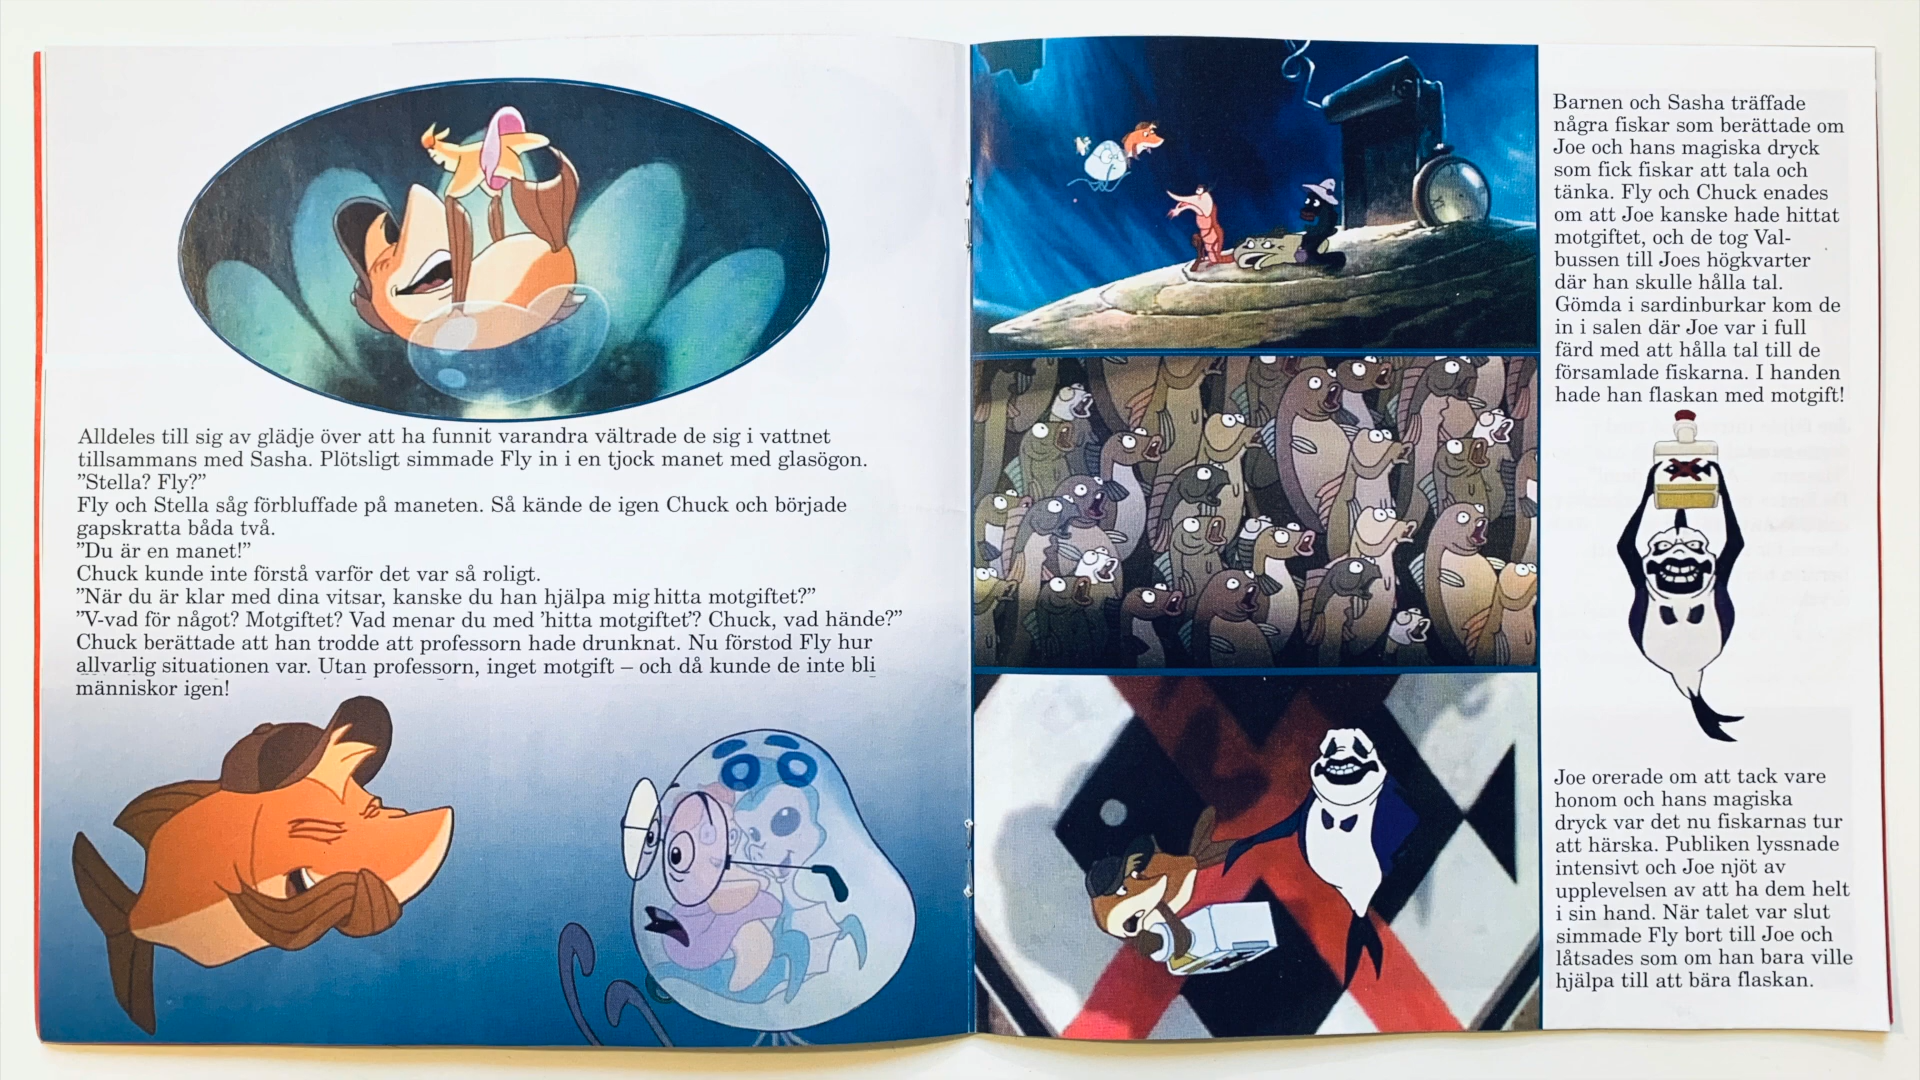 Alldeles till sig av glädje över att ha funnit varandra vältrade de sig i vattnet
tillsammans med Sasha. Plötsligt simmade Fly in i en tjock manet med glasögon.
”Stella? Fly?”
Fly och Stella såg förbluffade på maneten. Så kände de igen Chuck och började
gapskratta båda två.
”Du är en manet!”
Chuck kunde inte förstå varför det var så roligt.
”När du är klar med dina vitsar, kanske du han hjälpa mig hitta motgiftet?”
”V-vad för något? Motgiftet? Vad menar du med ’hitta motgiftet’? Chuck, vad hände?”
Chuck berättade att han trodde att professorn hade drunknat. Nu förstod Fly hur
allvarlig situationen var. Utan professorn, inget motgift – och då kunde de inte bli
människor igen!
Barnen och Sasha träffade
några fiskar som berättade om
Joe och hans magiska dryck
som fick fiskar att tala och
tänka. Fly och Chuck enades
om att Joe kanske hade hittat
motgiftet, och de tog Val-
bussen till Joes högkvarter
där han skulle hålla tal.
Gömda i sardinburkar kom de
in i salen där Joe var i full
färd med att hålla tal till de
församlade fiskarna. I handen
hade han flaskan med motgift!
Joe orerade om att tack vare
honom och hans magiska
dryck var det nu fiskarnas tur
att härska. Publiken lyssnade
intensivt och Joe njöt av
upplevelsen av att ha dem helt
i sin hand. När talet var slut
simmade Fly bort till Joe och
låtsades som om han bara ville
hjälpa till att bära flaskan.